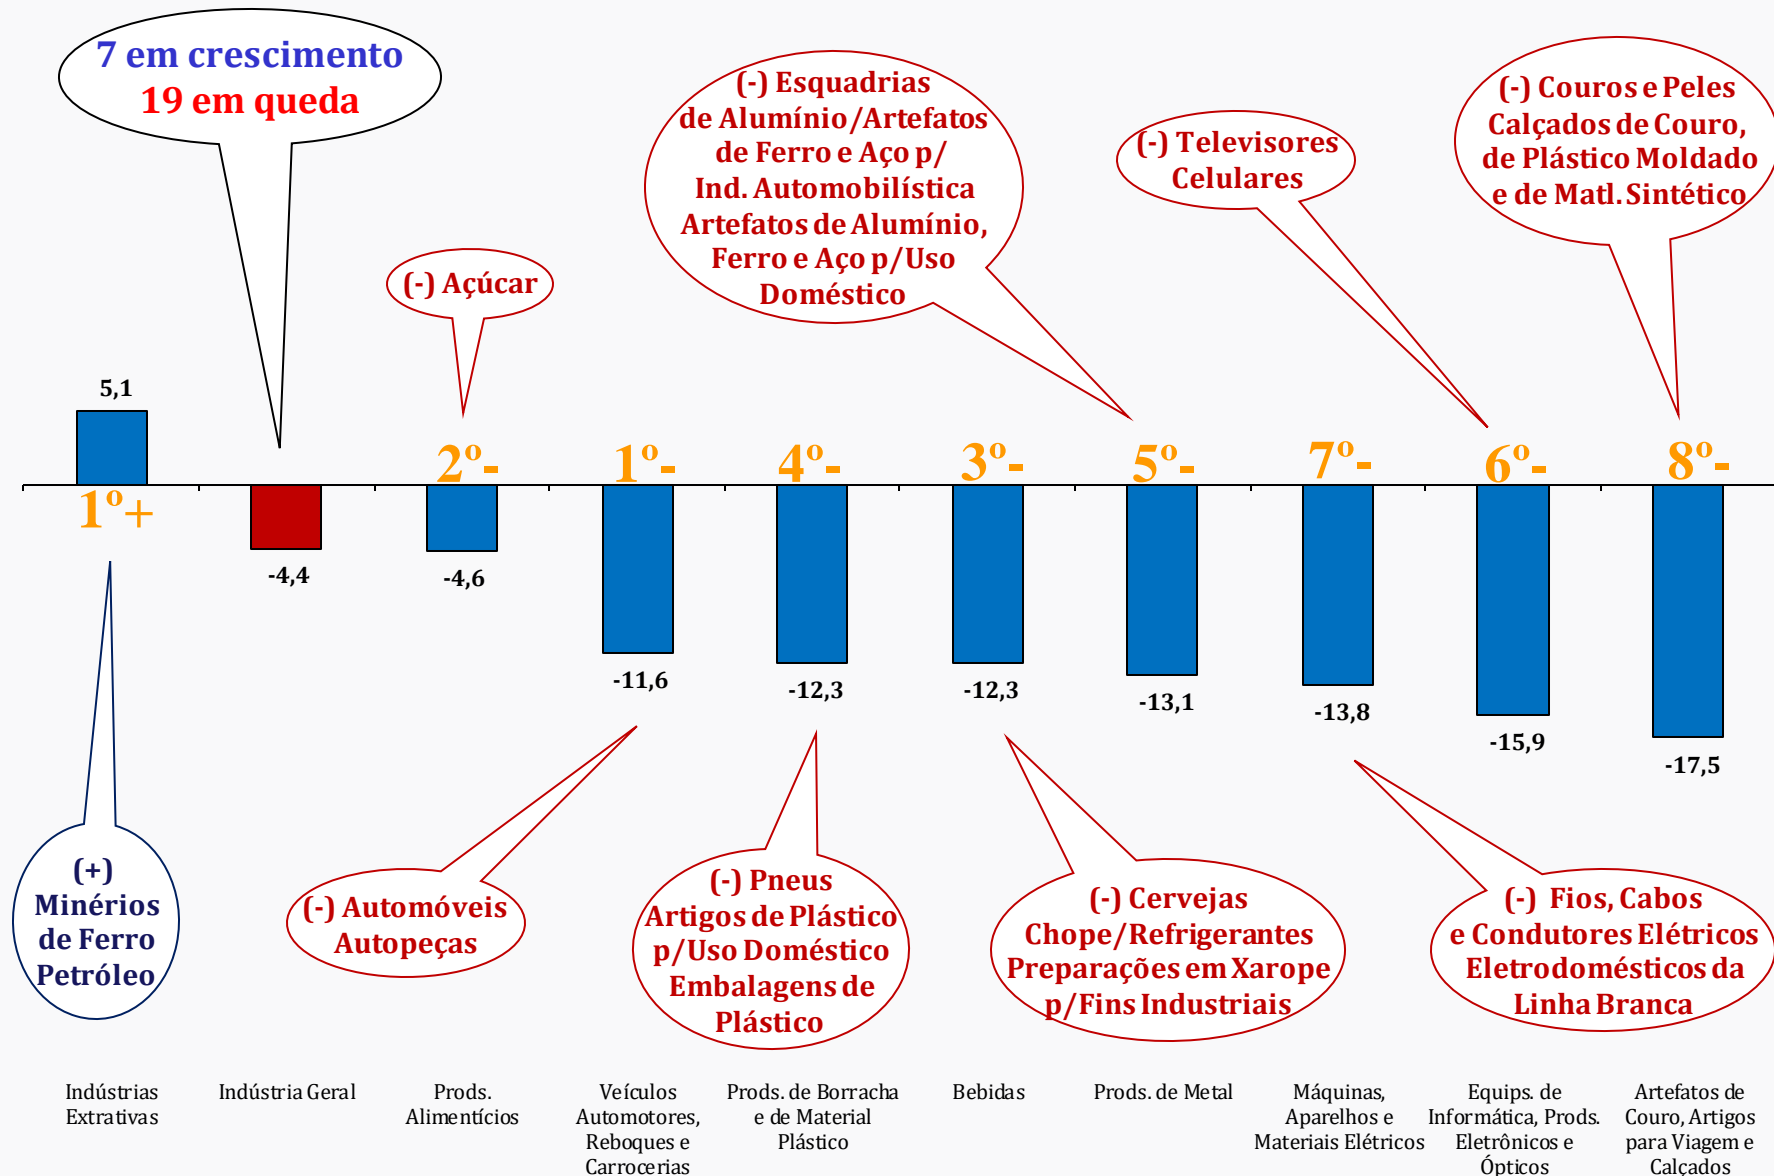 7 em crescimento
19 em queda
(-) Esquadrias
de Alumínio/Artefatos
de Ferro e Aço p/
Ind. Automobilística
Artefatos de Alumínio,
Ferro e Aço p/Uso
Doméstico
(-) Televisores
Celulares
(-) Couros e Peles
Calçados de Couro,
de Plástico Moldado
e de Matl. Sintético
(-) Açúcar
5,1
1º+
2º-
1º-
4º-
3º-
5º-
7º-
6º-
8º-
-4,4
-4,6
-11,6
-12,3
-12,3
-13,1
-13,8
-15,9
-17,5
(+)
Minérios
de Ferro
Petróleo
(-) Automóveis
Autopeças
(-) Pneus
Artigos de Plástico
p/Uso Doméstico
Embalagens de
Plástico
(-) Cervejas
Chope/Refrigerantes
Preparações em Xarope
p/Fins Industriais
(-) Fios, Cabos
e Condutores Elétricos
Eletrodomésticos da
Linha Branca
Indústrias
Extrativas
Indústria Geral
Prods.
Alimentícios
Veículos
Automotores,
Reboques e
Carrocerias
Prods. de Borracha
e de Material
Plástico
Bebidas
Prods. de Metal
Máquinas,
Aparelhos e
Materiais Elétricos
Equips. de
Informática, Prods.
Eletrônicos e
Ópticos
Artefatos de
Couro, Artigos
para Viagem e
Calçados